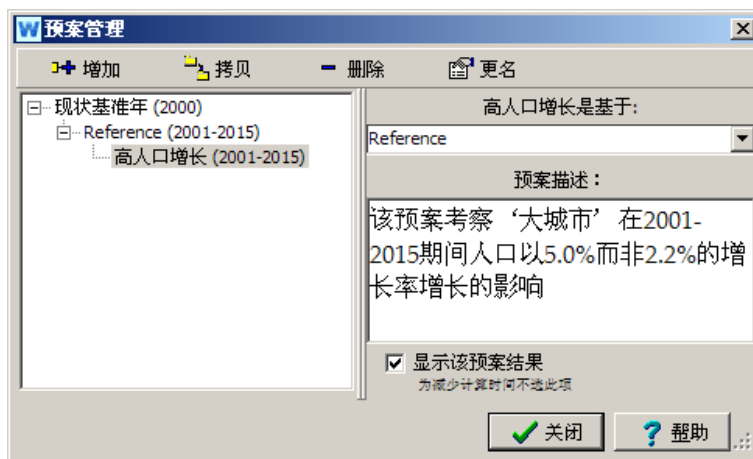 预案管理
增加 拷贝 删除 更名
现状基准年 (2000)
Reference (2001-2015)
高人口增长 (2001-2015)
高人口增长是基于:
Reference
预案描述：
该预案考察‘大城市’在2001-
2015期间人口以5.0%而非2.2%的增
长率增长的影响
显示该预案结果
为减少计算时间不选此项
关闭 帮助